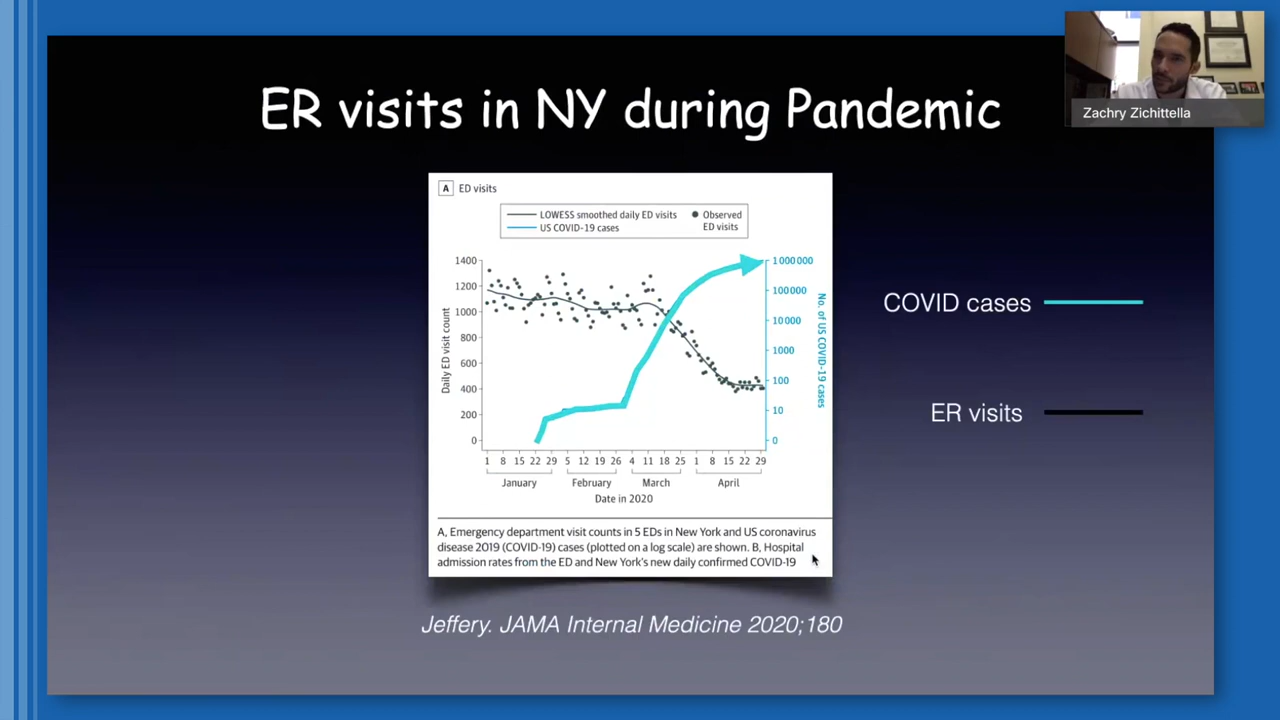 ER visits in NY during Pandemic
Zachry Zichittella
A ED visits
LOWESS smoothed daily ED visits
US COVID-19 cases
Observed
ED visits
1400
1200
1000
800
600
400
200
0
Daily ED visit count
1 000 000
100 000
10 000
1000
100
10
0
No. of US COVID-19 cases
1 8 15 22 29 5 12 19 26 4 11 18 25 1 8 15 22 29
January February March April
Date in 2020
A, Emergency department visit counts in 5 EDs in New York and US coronavirus
disease 2019 (COVID-19) cases (plotted on a log scale) are shown. B, Hospital
admission rates from the ED and New York's new daily confirmed COVID-19
COVID cases
ER visits
Jeffery. JAMA Internal Medicine 2020;180